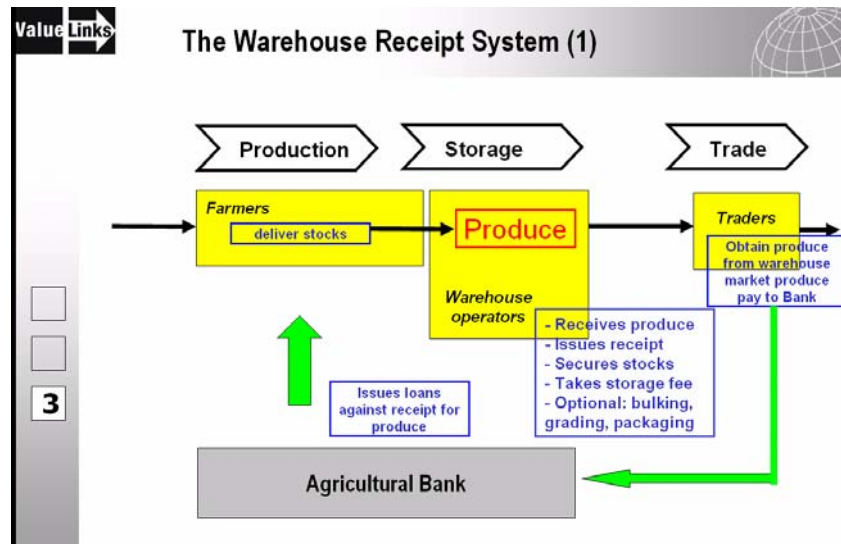 Value Links
The Warehouse Receipt System (1)
Production
Storage
Trade
Farmers
deliver stocks
Produce
Warehouse
operators
Traders
Obtain produce
from warehouse
market produce
pay to Bank
- Receives produce
- Issues receipt
- Secures stocks
- Takes storage fee
- Optional: bulking,
grading, packaging
Issues loans
against receipt for
produce
3
Agricultural Bank